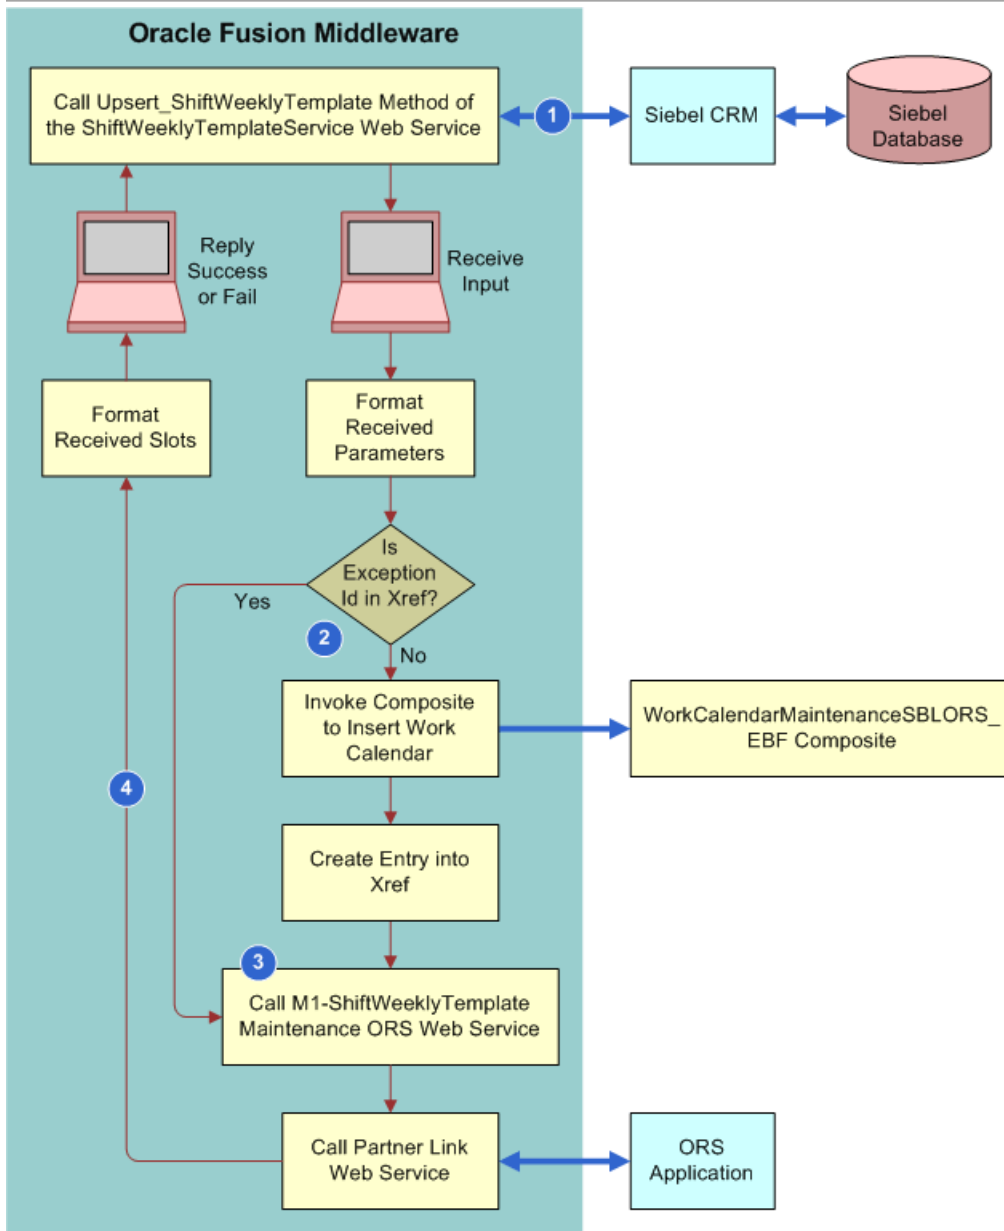 Oracle Fusion Middleware
Call Upsert_ShiftWeeklyTemplate Method of
the ShiftWeeklyTemplateService Web Service
1
Siebel CRM
Siebel
Database
Reply
Success
or Fail
Receive
Input
Format
Received Slots
Format
Received
Parameters
Is
Exception
Id in Xref?
Yes
2
No
Invoke Composite
to Insert Work
Calendar
WorkCalendarMaintenanceSBLORS_
EBF Composite
4
Create Entry into
Xref
3
Call M1-ShiftWeeklyTemplate
Maintenance ORS Web Service
Call Partner Link
Web Service
ORS
Application